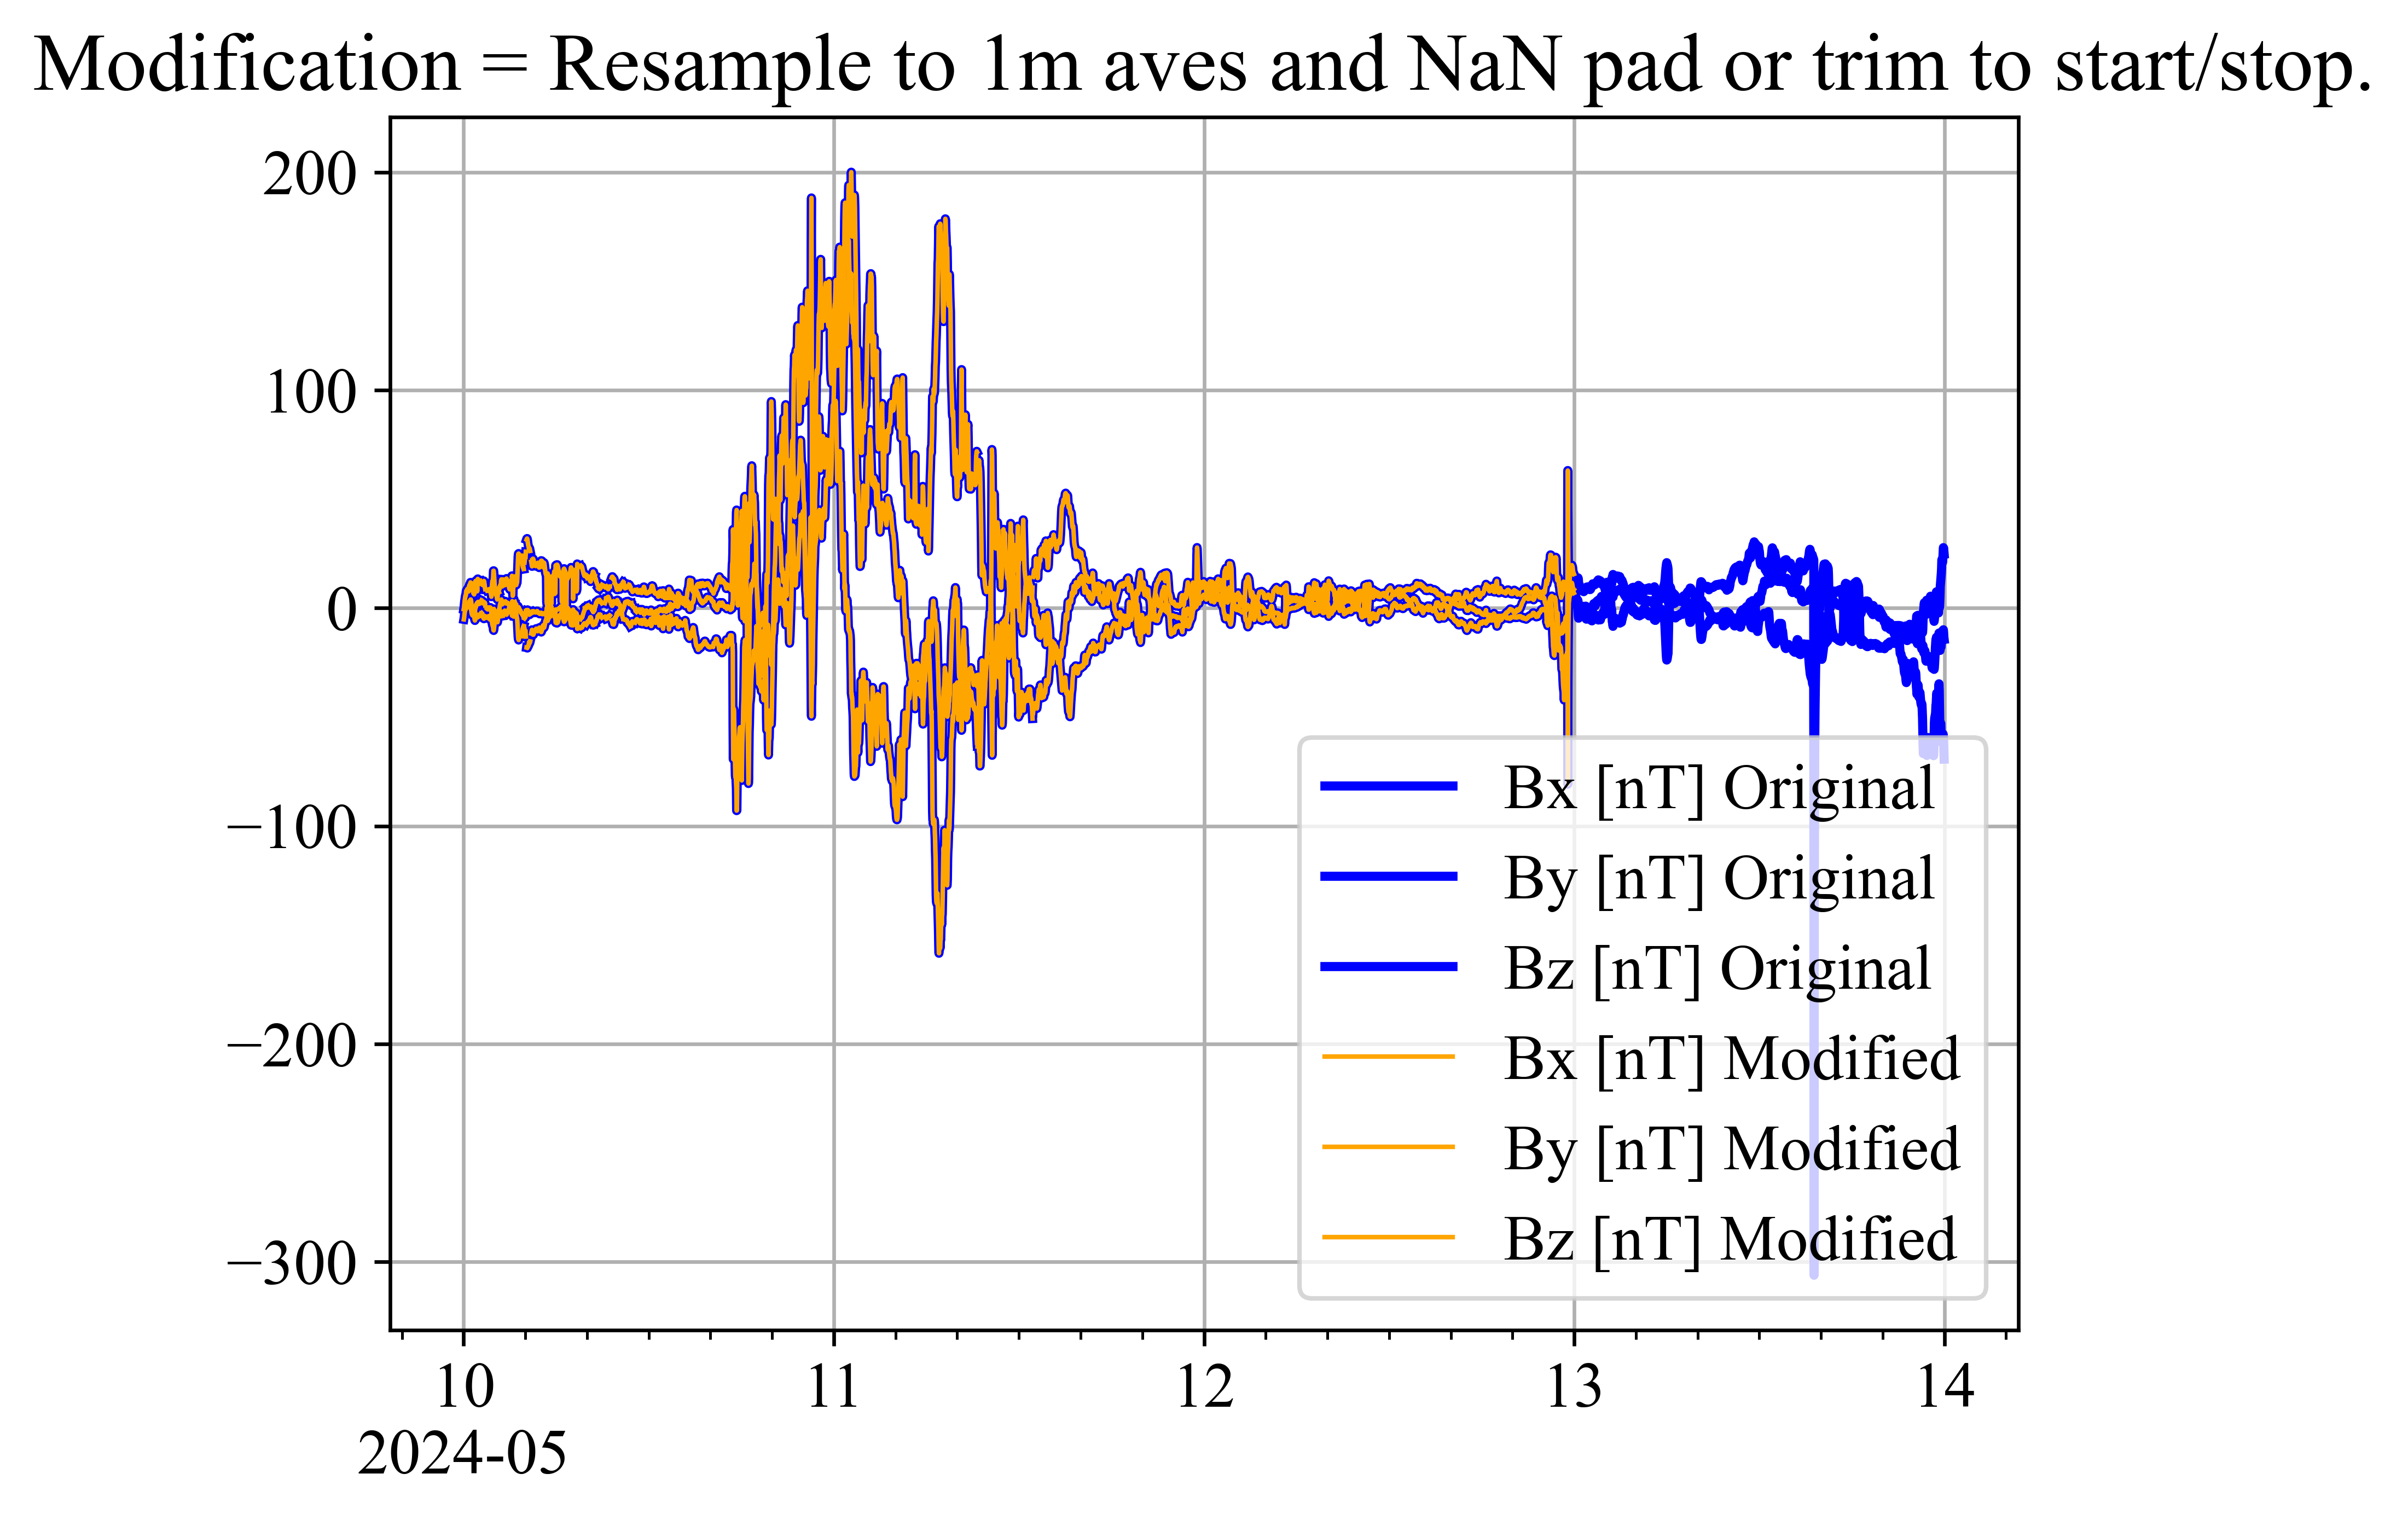 Modification = Resample to 1m aves and NaN pad or trim to start/stop.
200
100
0
−100
−200
−300
Bx [nT] Original
By [nT] Original
Bz [nT] Original
Bx [nT] Modified
By [nT] Modified
Bz [nT] Modified
10 11 12 13 14
2024-05